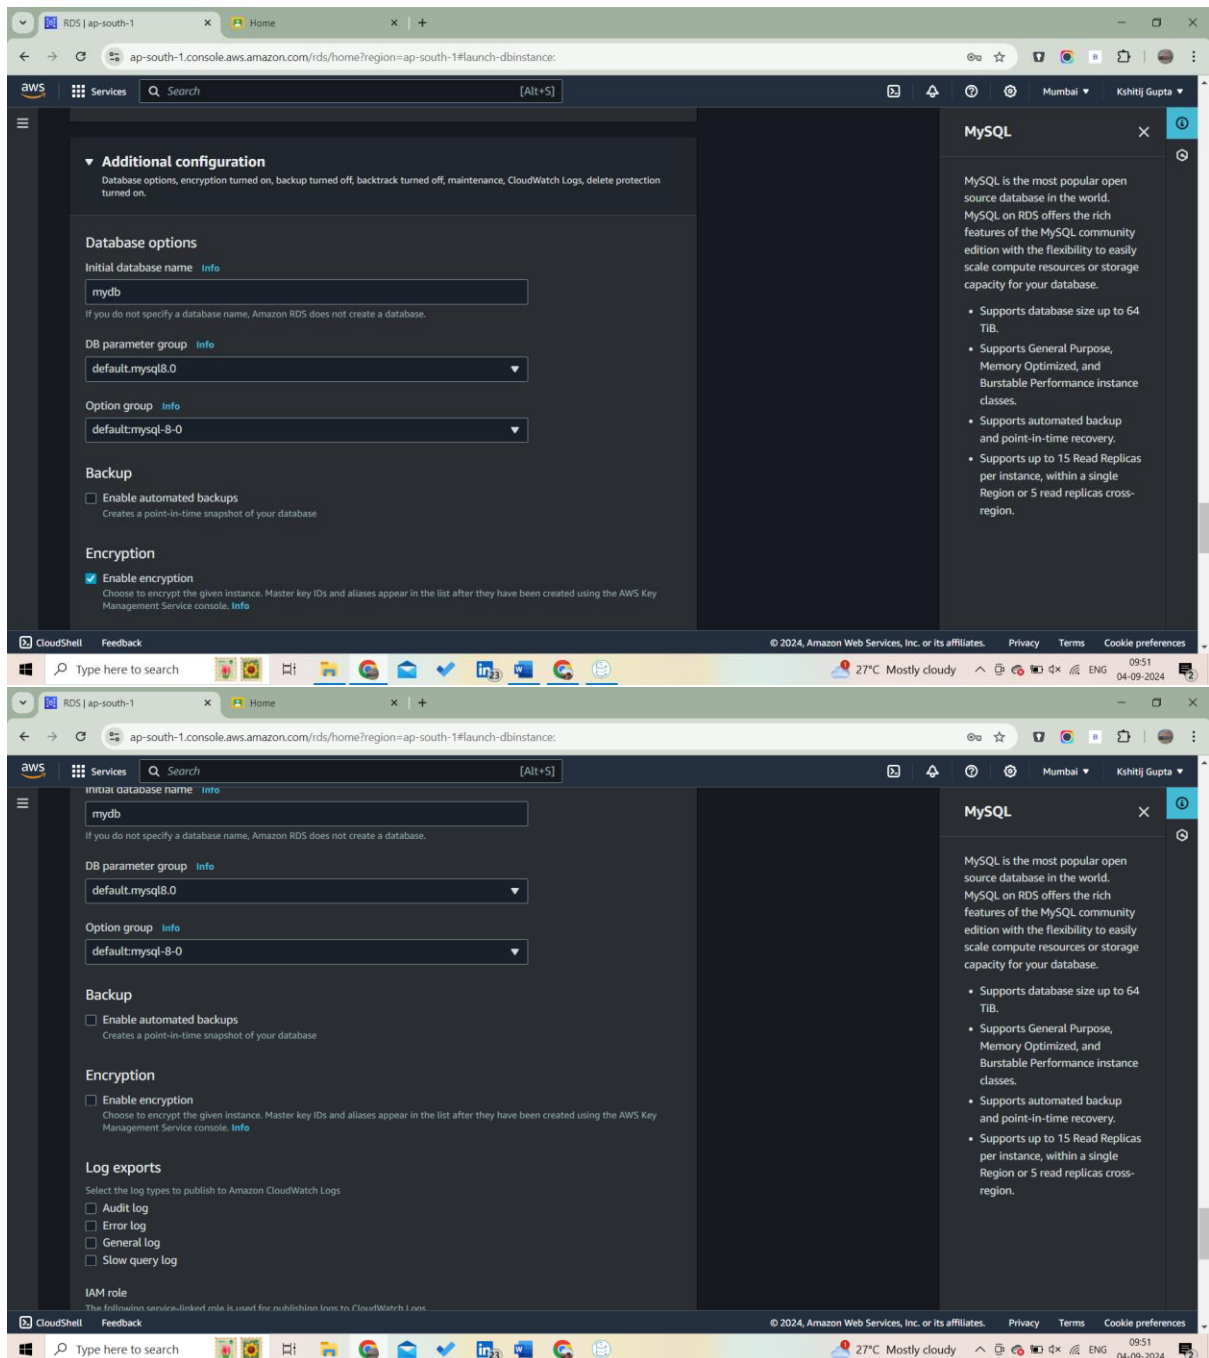 RDS | ap-south-1
Home
ap-south-1.console.aws.amazon.com/rds/home?region=ap-south-1#launch-dbinstance:
aws
Services
Search
[Alt+S]
Mumbai
Kshitij Gupta
Additional configuration
Database options, encryption turned on, backup turned off, backtrack turned off, maintenance, CloudWatch Logs, delete protection
turned on.
Database options
Initial database name Info
mydb
If you do not specify a database name, Amazon RDS does not create a database.
DB parameter group Info
default.mysql8.0
Option group Info
default:mysql-8-0
Backup
Enable automated backups
Creates a point-in-time snapshot of your database
Encryption
Enable encryption
Choose to encrypt the given instance. Master key IDs and aliases appear in the list after they have been created using the AWS Key
Management Service console. Info
MySQL
MySQL is the most popular open
source database in the world.
MySQL on RDS offers the rich
features of the MySQL community
edition with the flexibility to easily
scale compute resources or storage
capacity for your database.
• Supports database size up to 64
TiB.
• Supports General Purpose,
Memory Optimized, and
Burstable Performance instance
classes.
• Supports automated backup
and point-in-time recovery.
• Supports up to 15 Read Replicas
per instance, within a single
Region or 5 read replicas cross-
region.
CloudShell
Feedback
© 2024, Amazon Web Services, Inc. or its affiliates.
Privacy
Terms
Cookie preferences
Type here to search
27°C Mostly cloudy
ENG
09:51
04-09-2024
RDS | ap-south-1
Home
ap-south-1.console.aws.amazon.com/rds/home?region=ap-south-1#launch-dbinstance:
aws
Services
Search
[Alt+S]
Mumbai
Kshitij Gupta
Initial database name Info
mydb
If you do not specify a database name, Amazon RDS does not create a database.
DB parameter group Info
default.mysql8.0
Option group Info
default:mysql-8-0
Backup
Enable automated backups
Creates a point-in-time snapshot of your database
Encryption
Enable encryption
Choose to encrypt the given instance. Master key IDs and aliases appear in the list after they have been created using the AWS Key
Management Service console. Info
Log exports
Select the log types to publish to Amazon CloudWatch Logs
Audit log
Error log
General log
Slow query log
IAM role
The following service-linked role is used for publishing logs to CloudWatch Logs
MySQL
MySQL is the most popular open
source database in the world.
MySQL on RDS offers the rich
features of the MySQL community
edition with the flexibility to easily
scale compute resources or storage
capacity for your database.
• Supports database size up to 64
TiB.
• Supports General Purpose,
Memory Optimized, and
Burstable Performance instance
classes.
• Supports automated backup
and point-in-time recovery.
• Supports up to 15 Read Replicas
per instance, within a single
Region or 5 read replicas cross-
region.
CloudShell
Feedback
© 2024, Amazon Web Services, Inc. or its affiliates.
Privacy
Terms
Cookie preferences
Type here to search
27°C Mostly cloudy
ENG
09:51
04-09-2024